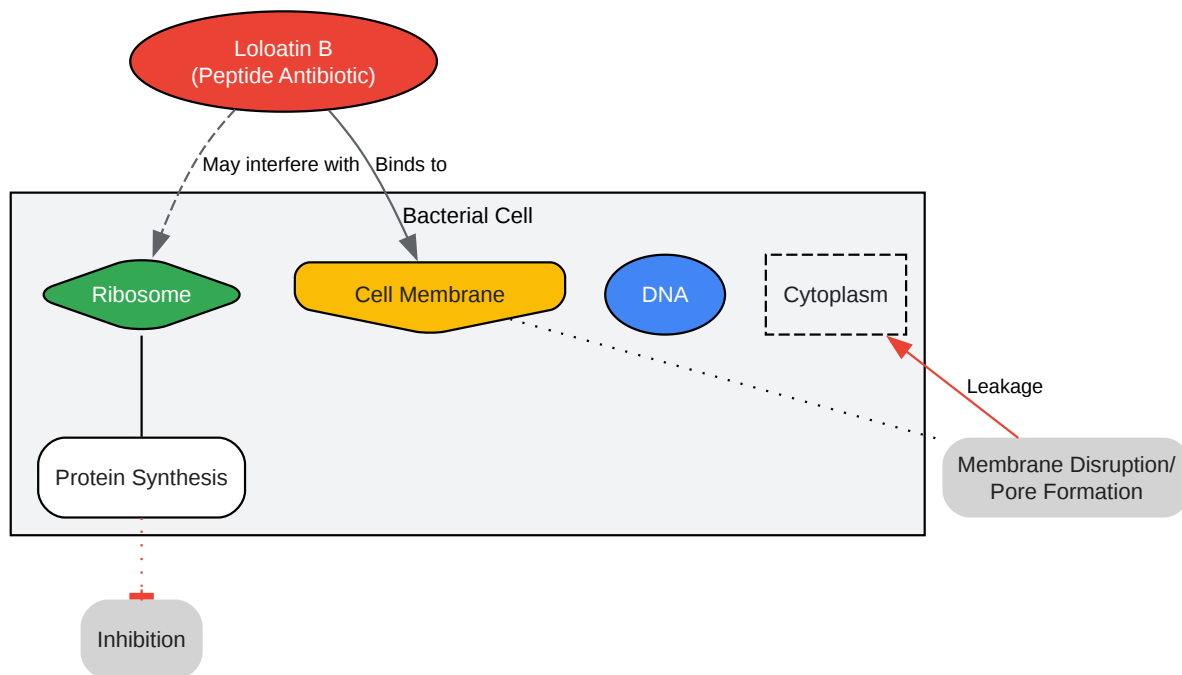 Loloatin B
(Peptide Antibiotic)
May interfere with
Binds to
Bacterial Cell
Ribosome
Cell Membrane
DNA
Cytoplasm
Leakage
Protein Synthesis
Membrane Disruption/
Pore Formation
Inhibition